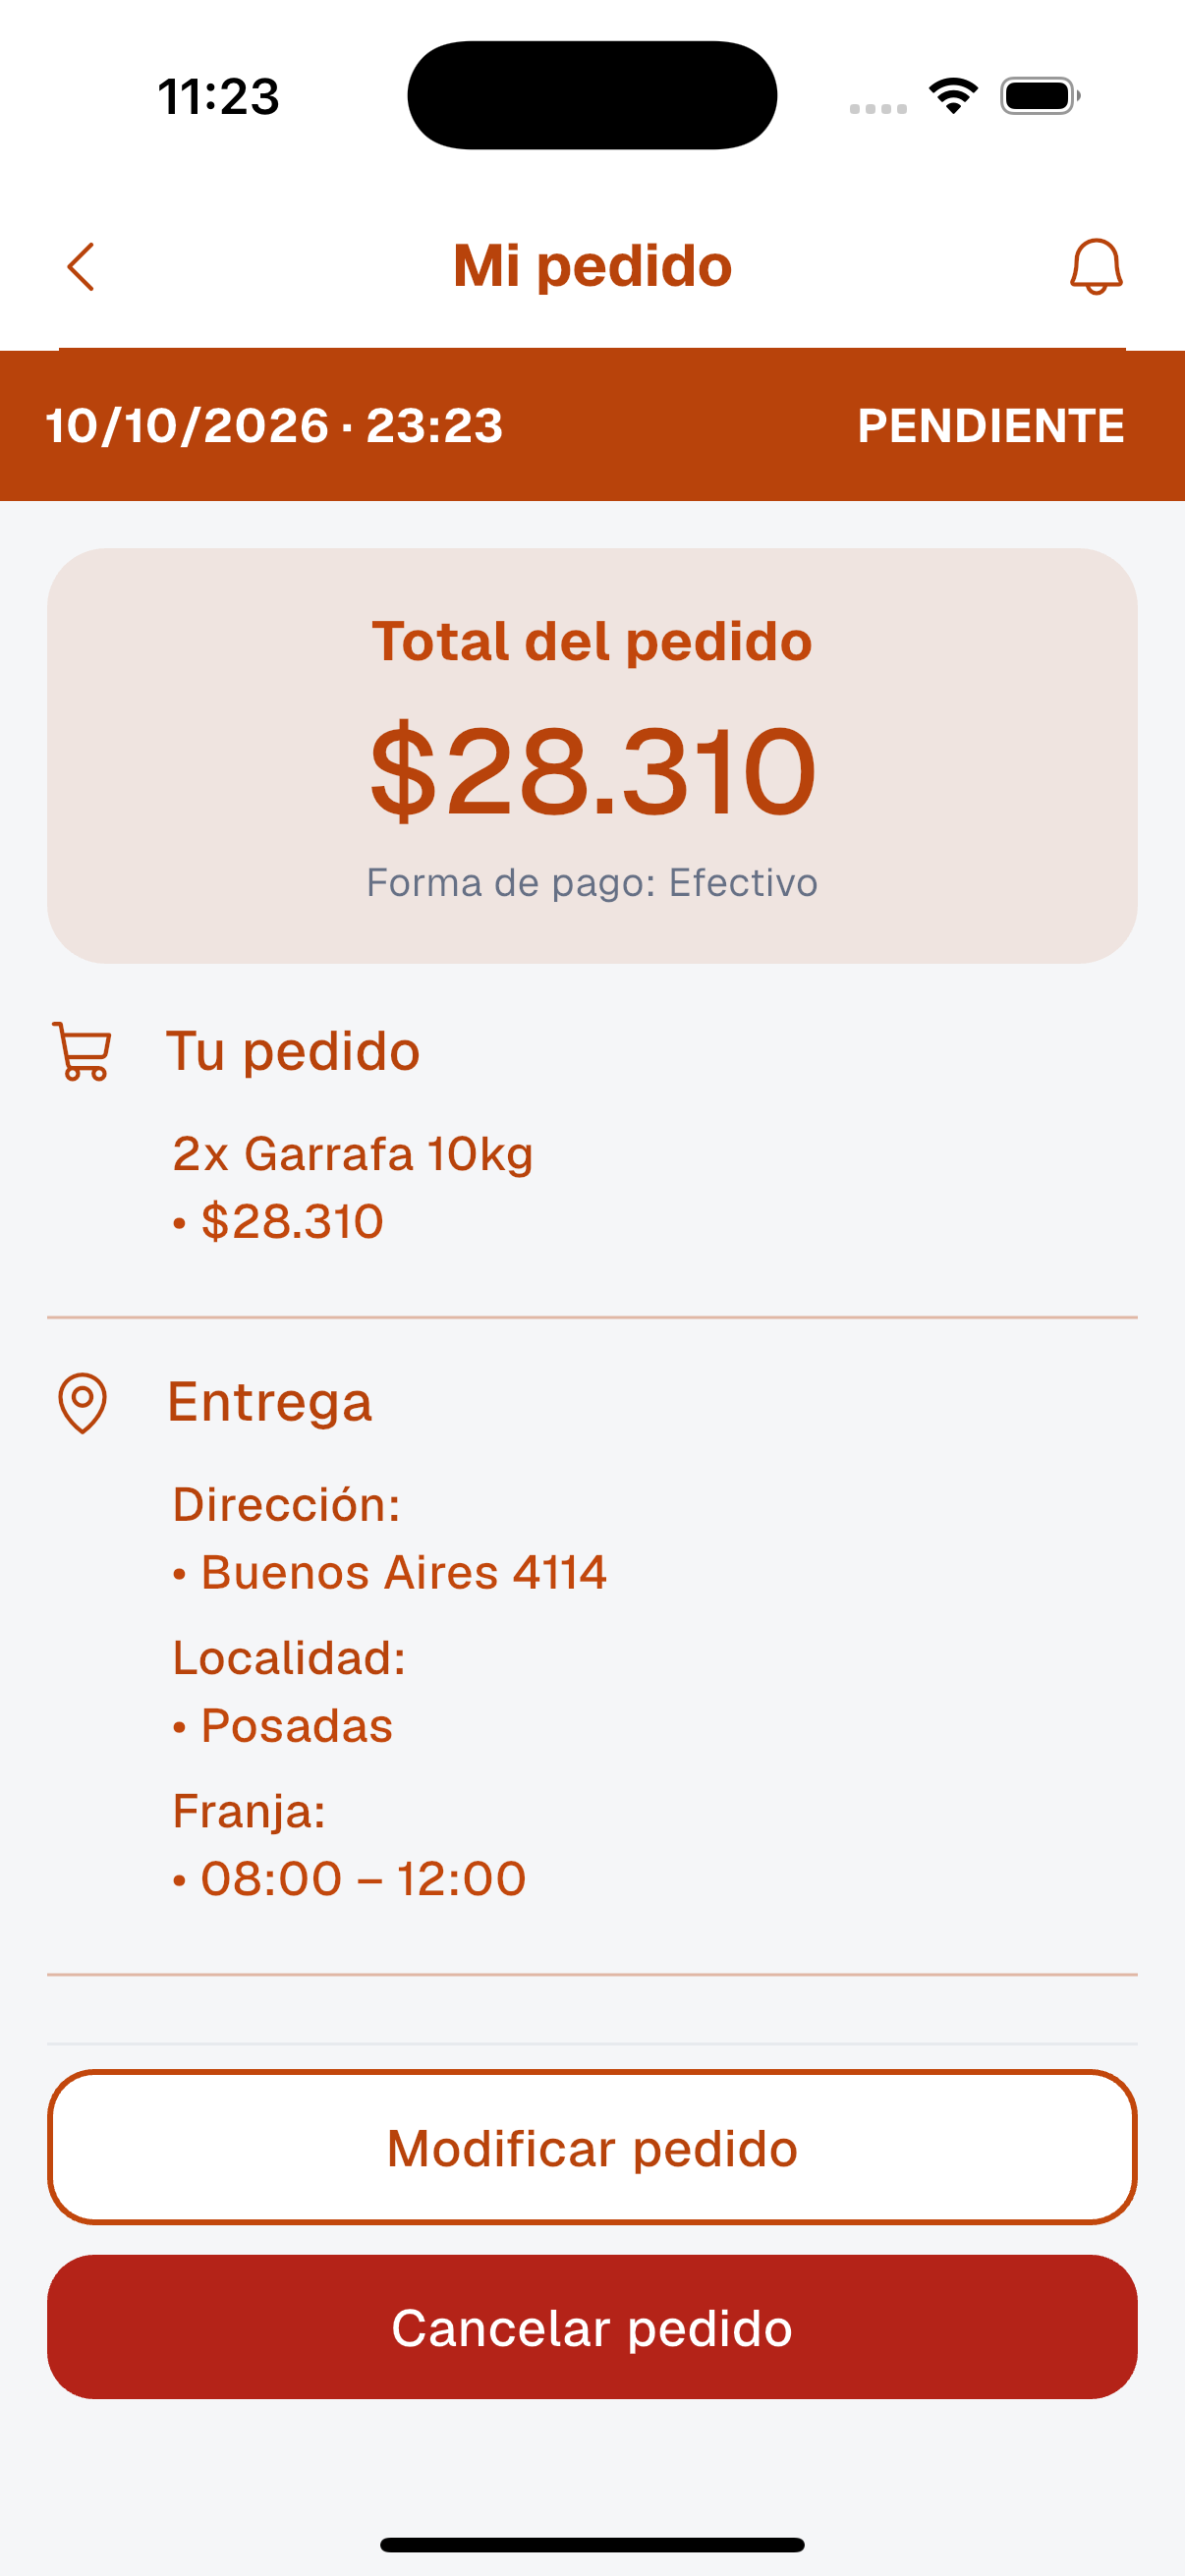 11:23
Mi pedido
10/10/2026 · 23:23 PENDIENTE
Total del pedido
$28.310
Forma de pago: Efectivo
Tu pedido
2x Garrafa 10kg
• $28.310
Entrega
Dirección:
• Buenos Aires 4114
Localidad:
• Posadas
Franja:
• 08:00 – 12:00
Modificar pedido
Cancelar pedido